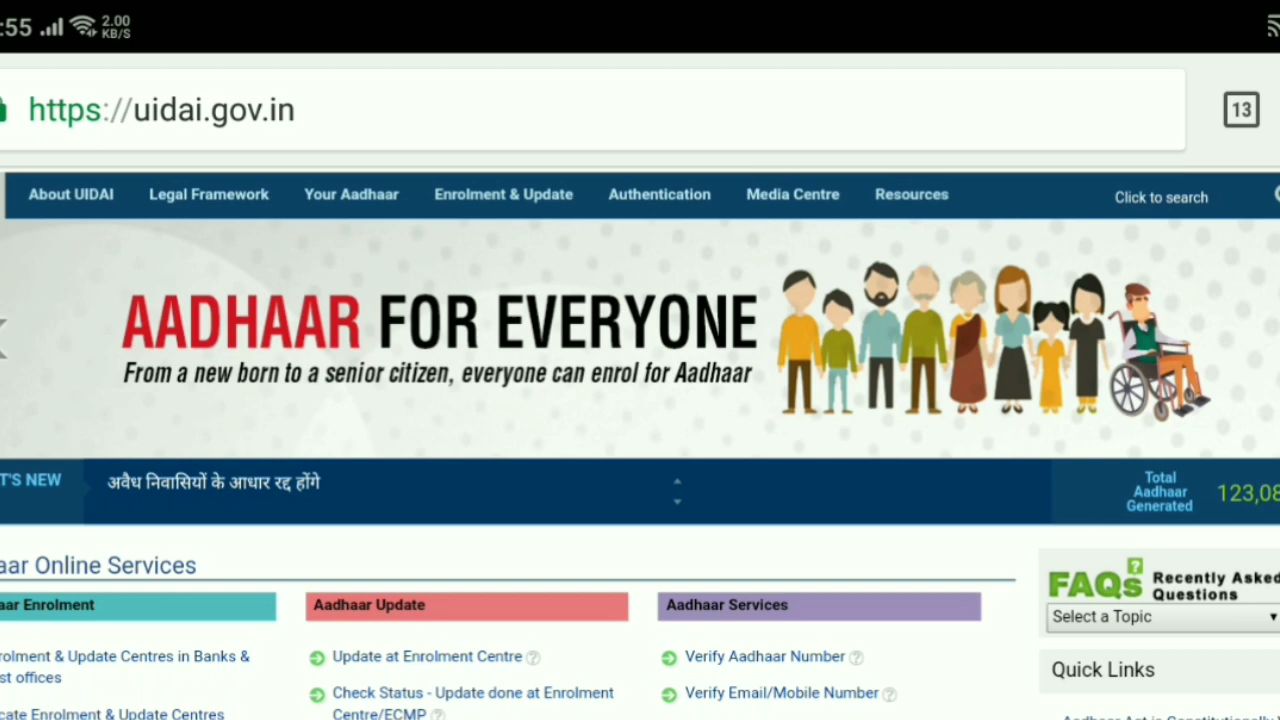 :55 2.00 KB/S
https://uidai.gov.in
13
About UIDAI Legal Framework Your Aadhaar Enrolment & Update Authentication Media Centre Resources Click to search
AADHAAR FOR EVERYONE
From a new born to a senior citizen, everyone can enrol for Aadhaar
T'S NEW
अवैध निवासियों के आधार रद्द होंगे
Total
Aadhaar
Generated
123,08
aar Online Services
aar Enrolment
Aadhaar Update
Aadhaar Services
FAQs ?
Recently Asked
Questions
Select a Topic
rolment & Update Centres in Banks &
st offices
cate Enrolment & Update Centres
Update at Enrolment Centre ?
Check Status - Update done at Enrolment
Centre/ECMP ?
Verify Aadhaar Number ?
Verify Email/Mobile Number ?
Quick Links